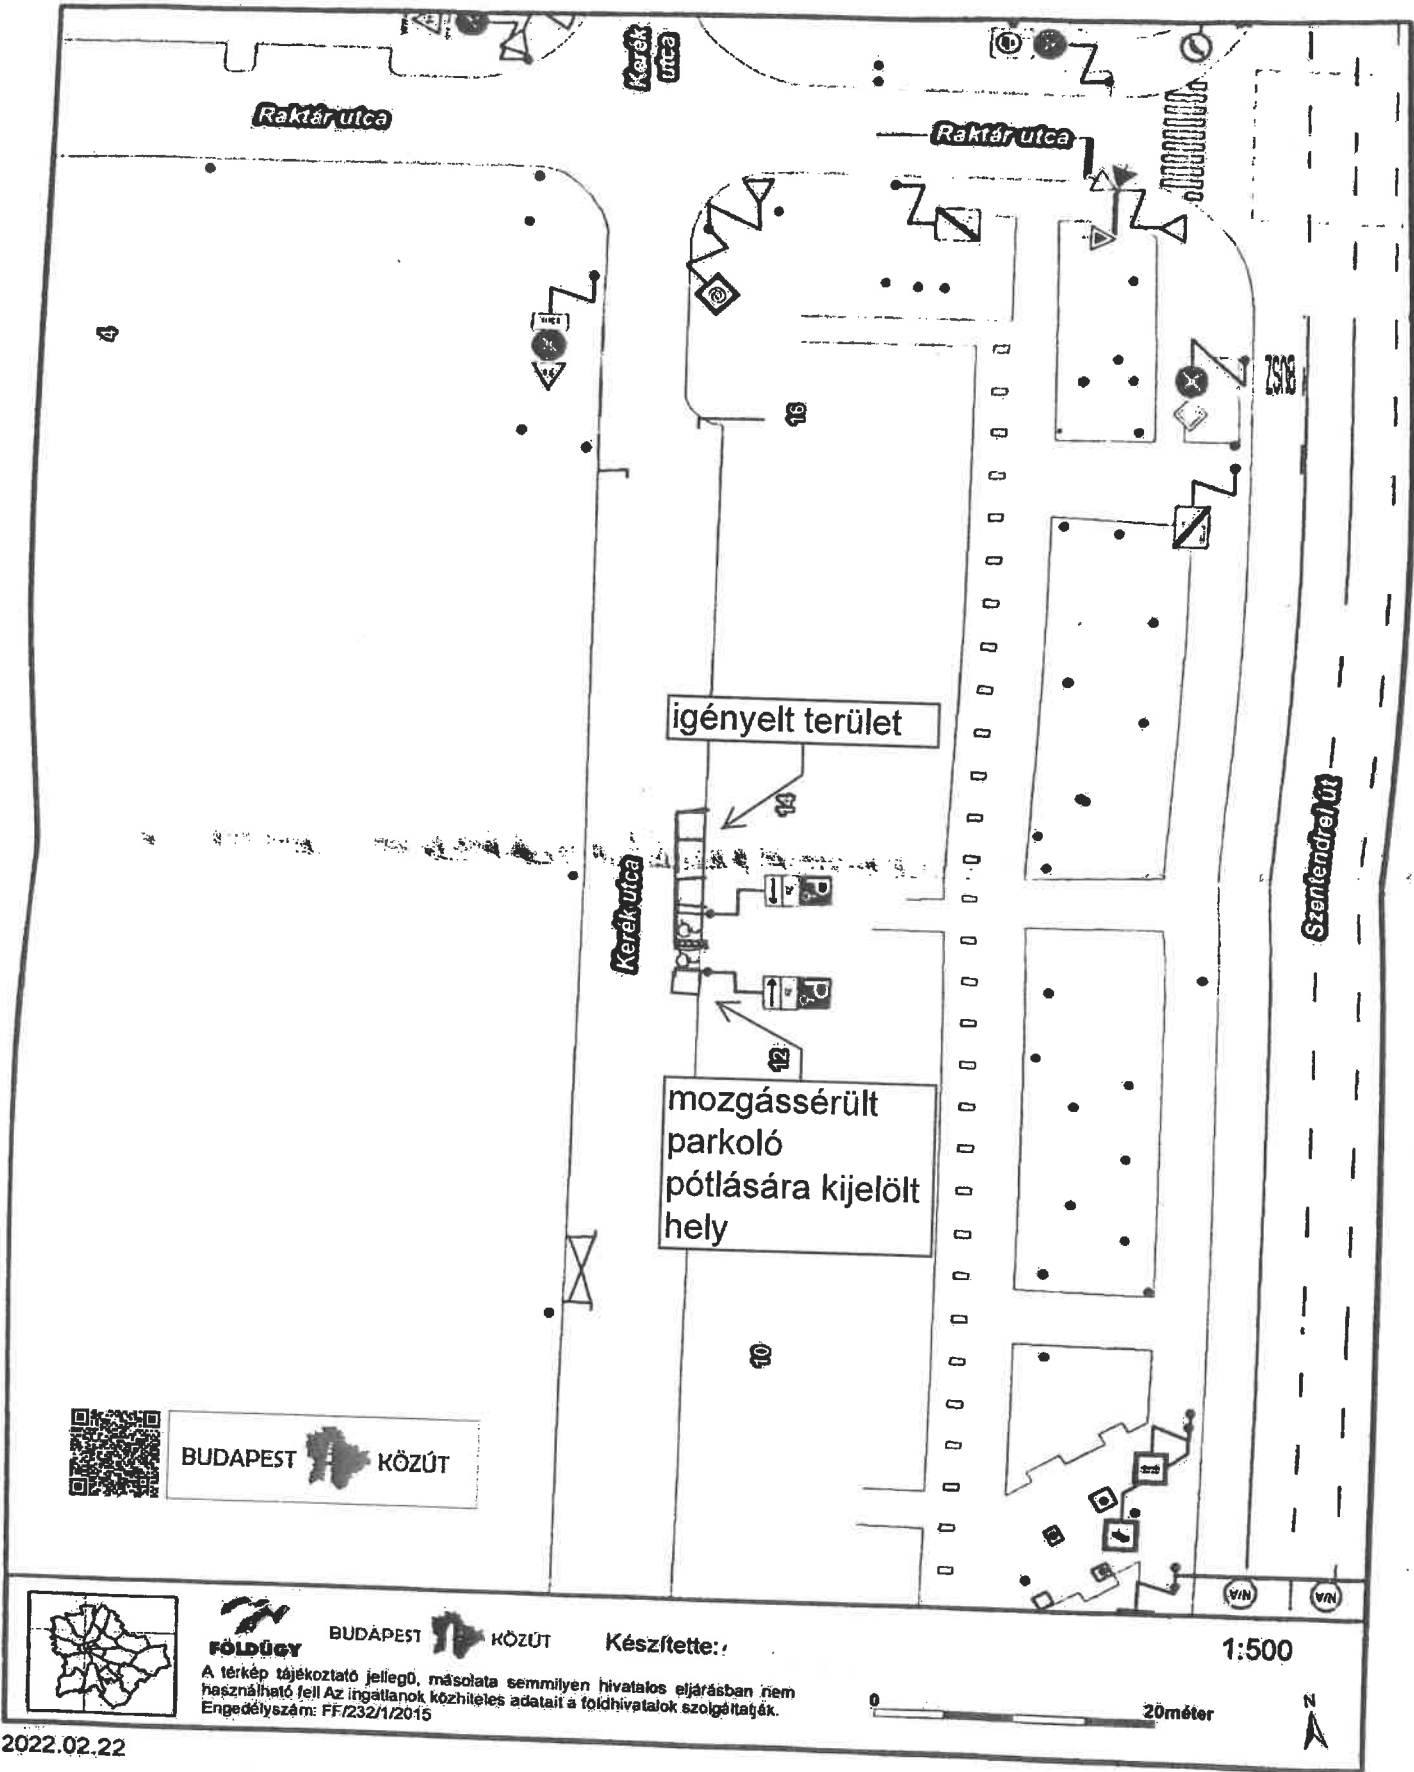 Kerék
utca
Raktár utca
Raktár utca
4
16
BUSZ
igényelt terület
14
Kerék utca
Szentendrei út
12
mozgássérült
parkoló
pótlására kijelölt
hely
10
BUDAPEST KÖZÚT
N/A
N/A
FÖLDÜGY
BUDAPEST KÖZÚT
Készítette:
1:500
A térkép tájékoztató jellegű, másolata semmilyen hivatalos eljárásban nem
használható fel! Az ingatlanok közhiteles adatait a földhivatalok szolgáltatják.
Engedélyszám: FF/232/1/2015
0
20méter
N
2022.02.22